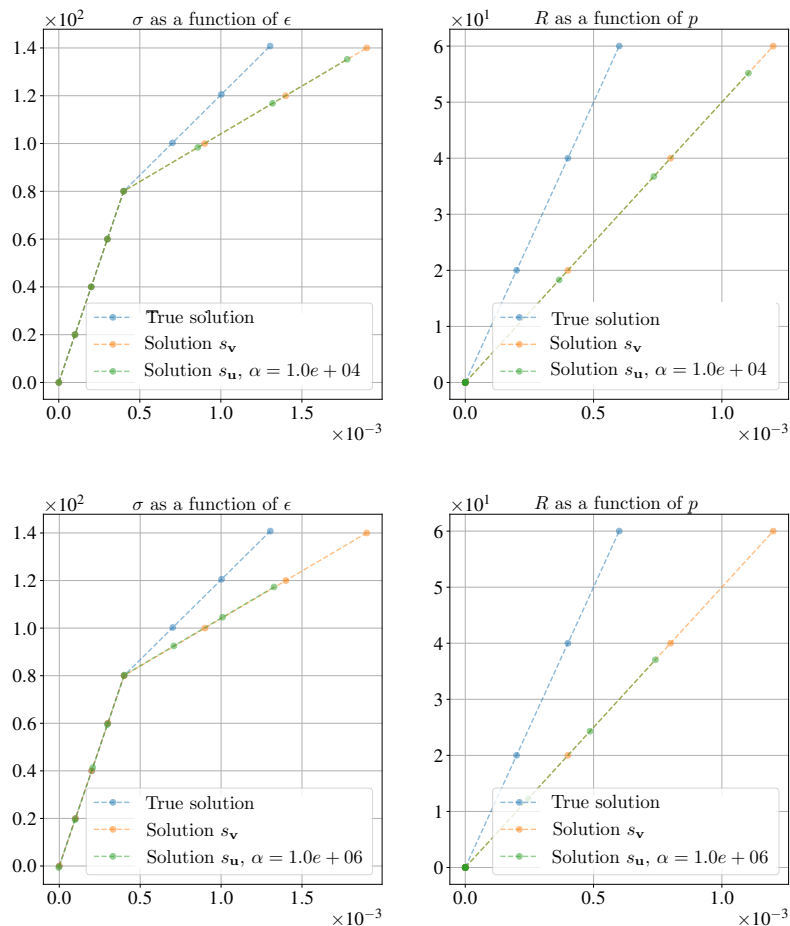 ×10² σ as a function of ϵ
1.4
1.2
1.0
0.8
0.6
0.4
0.2
0.0
True solution
Solution s_v
Solution s_u, α = 1.0e + 04
0.0 0.5 1.0 1.5
×10⁻³
×10¹ R as a function of p
6
5
4
3
2
1
0
True solution
Solution s_v
Solution s_u, α = 1.0e + 04
0.0 0.5 1.0
×10⁻³
×10² σ as a function of ϵ
1.4
1.2
1.0
0.8
0.6
0.4
0.2
0.0
True solution
Solution s_v
Solution s_u, α = 1.0e + 06
0.0 0.5 1.0 1.5
×10⁻³
×10¹ R as a function of p
6
5
4
3
2
1
0
True solution
Solution s_v
Solution s_u, α = 1.0e + 06
0.0 0.5 1.0
×10⁻³